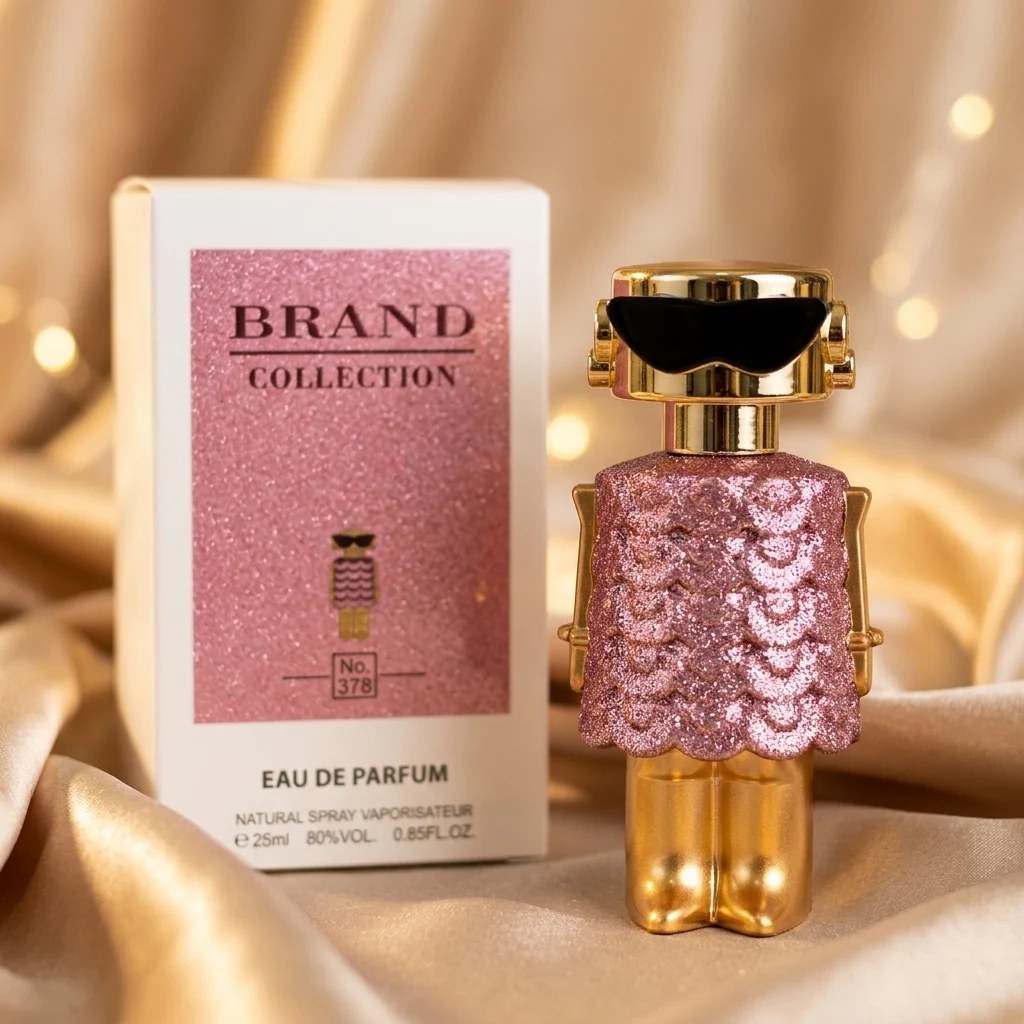 BRAND
COLLECTION
No.
378
EAU DE PARFUM
NATURAL SPRAY VAPORISATEUR
℮ 25ml 80%VOL. 0.85FL.OZ.